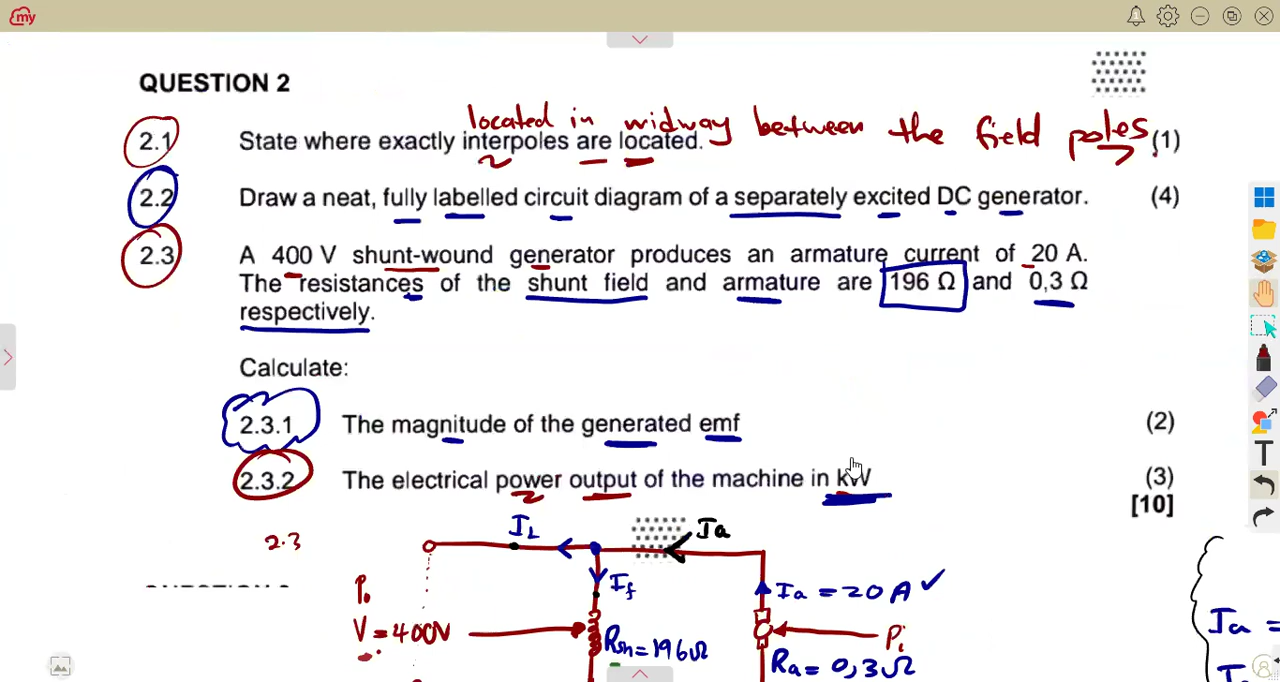 my
QUESTION 2
located in midway between the field poles
2.1 State where exactly interpoles are located. (1)
2.2 Draw a neat, fully labelled circuit diagram of a separately excited DC generator. (4)
2.3 A 400 V shunt-wound generator produces an armature current of 20 A.
The resistances of the shunt field and armature are 196 Ω and 0,3 Ω
respectively.
Calculate:
2.3.1 The magnitude of the generated emf (2)
2.3.2 The electrical power output of the machine in kW (3)
[10]
2.3 IL Ia
If Ia = 20 A ✓
Po
V = 400V Rsh = 196Ω Pi
Ra = 0,3 Ω
Ia =
T